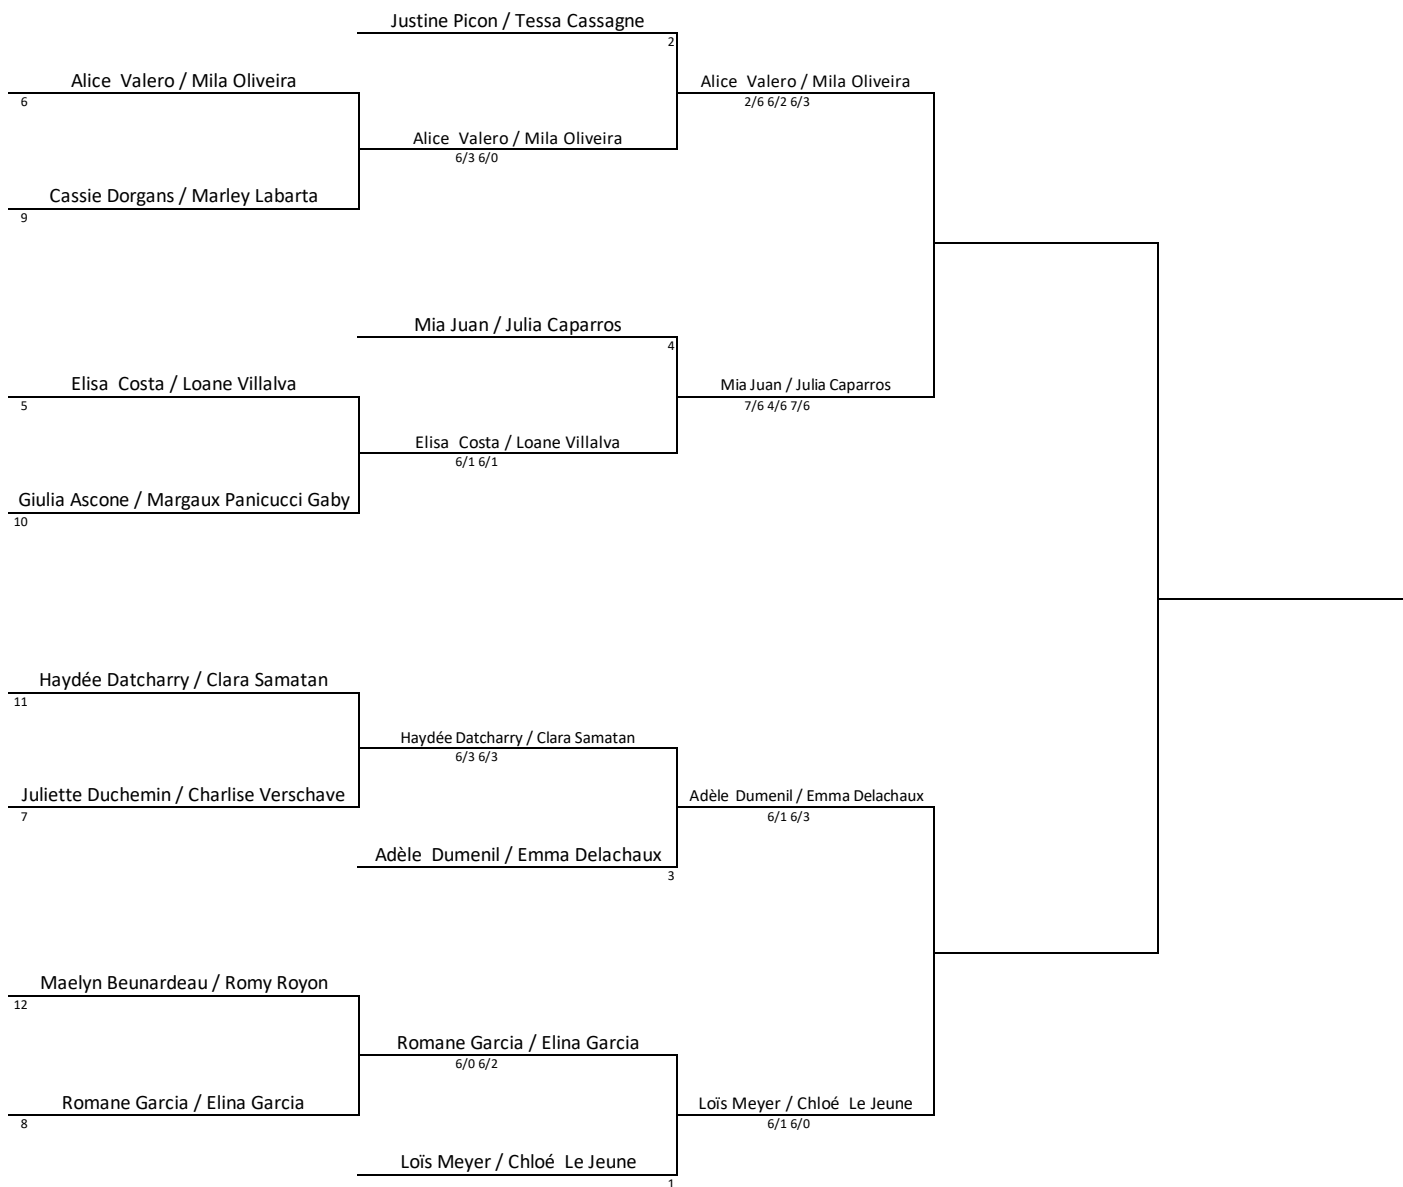 Justine Picon / Tessa Cassagne
2
Alice  Valero / Mila Oliveira
6
Alice  Valero / Mila Oliveira
2/6 6/2 6/3
Alice  Valero / Mila Oliveira
6/3 6/0
Cassie Dorgans / Marley Labarta
9
Mia Juan / Julia Caparros
4
Elisa  Costa / Loane Villalva
5
Mia Juan / Julia Caparros
7/6 4/6 7/6
Elisa  Costa / Loane Villalva
6/1 6/1
Giulia Ascone / Margaux Panicucci Gaby
10
Haydée Datcharry / Clara Samatan
11
Haydée Datcharry / Clara Samatan
6/3 6/3
Juliette Duchemin / Charlise Verschave
7
Adèle  Dumenil / Emma Delachaux
6/1 6/3
Adèle  Dumenil / Emma Delachaux
3
Maelyn Beunardeau / Romy Royon
12
Romane Garcia / Elina Garcia
6/0 6/2
Romane Garcia / Elina Garcia
8
Loïs Meyer / Chloé  Le Jeune
6/1 6/0
Loïs Meyer / Chloé  Le Jeune
1